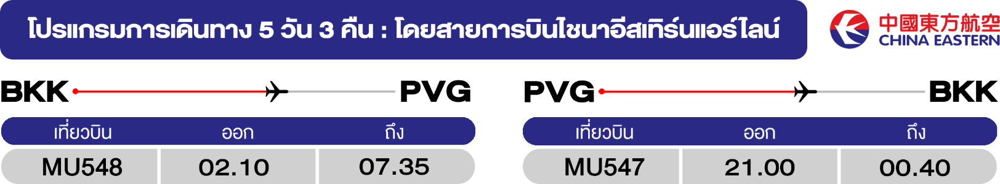 โปรแกรมการเดินทาง 5 วัน 3 คืน : โดยสายการบินไชนาอีสเทิร์นแอร์ไลน์
中國東方航空
CHINA EASTERN
BKK PVG
เที่ยวบิน ออก ถึง
MU548 02.10 07.35
PVG BKK
เที่ยวบิน ออก ถึง
MU547 21.00 00.40